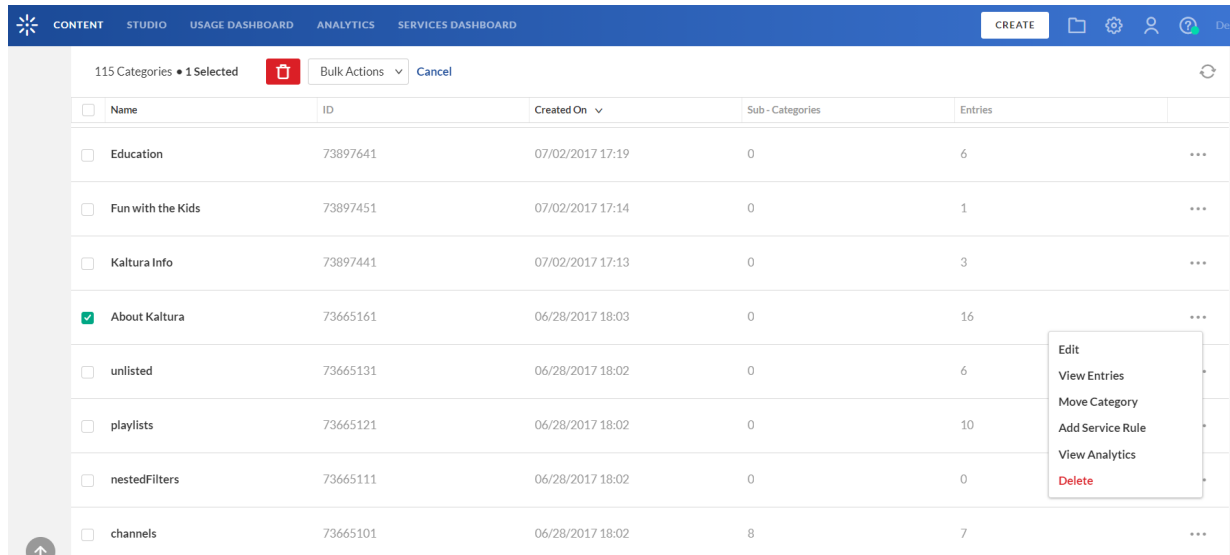 CONTENT STUDIO USAGE DASHBOARD ANALYTICS SERVICES DASHBOARD CREATE De
115 Categories • 1 Selected Bulk Actions Cancel
Name ID Created On Sub - Categories Entries
Education 73897641 07/02/2017 17:19 0 6
Fun with the Kids 73897451 07/02/2017 17:14 0 1
Kaltura Info 73897441 07/02/2017 17:13 0 3
About Kaltura 73665161 06/28/2017 18:03 0 16
unlisted 73665131 06/28/2017 18:02 0 6
playlists 73665121 06/28/2017 18:02 0 10
nestedFilters 73665111 06/28/2017 18:02 0 0
channels 73665101 06/28/2017 18:02 8 7
Edit
View Entries
Move Category
Add Service Rule
View Analytics
Delete